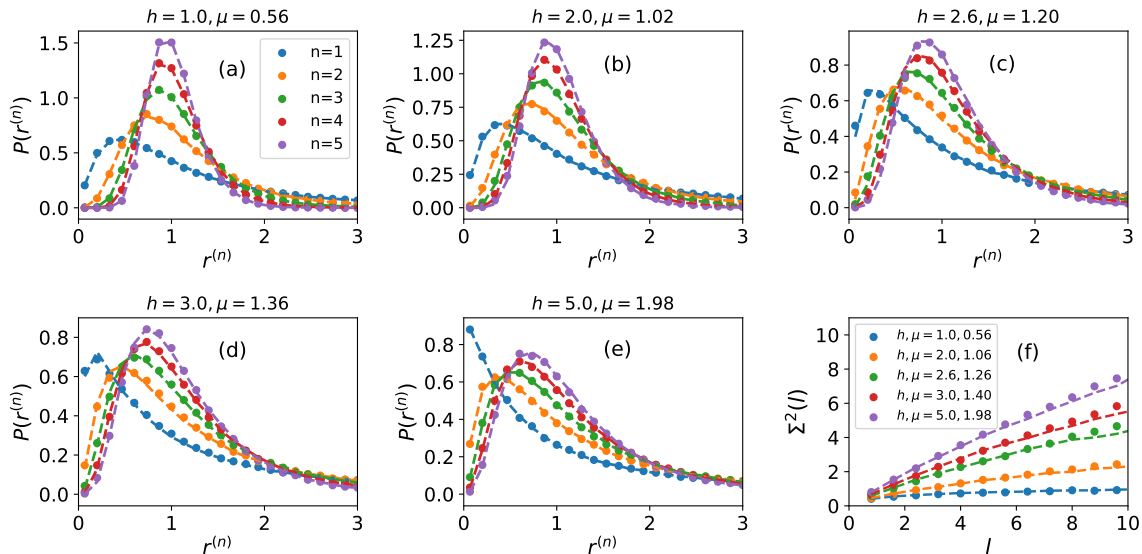 h = 1.0, μ = 0.56
(a)
n=1
n=2
n=3
n=4
n=5
P(r⁽ⁿ⁾)
1.5
1.0
0.5
0.0
0 1 2 3
r⁽ⁿ⁾
h = 2.0, μ = 1.02
(b)
P(r⁽ⁿ⁾)
1.25
1.00
0.75
0.50
0.25
0.00
0 1 2 3
r⁽ⁿ⁾
h = 2.6, μ = 1.20
(c)
P(r⁽ⁿ⁾)
0.8
0.6
0.4
0.2
0.0
0 1 2 3
r⁽ⁿ⁾
h = 3.0, μ = 1.36
(d)
P(r⁽ⁿ⁾)
0.8
0.6
0.4
0.2
0.0
0 1 2 3
r⁽ⁿ⁾
h = 5.0, μ = 1.98
(e)
P(r⁽ⁿ⁾)
0.8
0.6
0.4
0.2
0.0
0 1 2 3
r⁽ⁿ⁾
h, μ = 1.0, 0.56
h, μ = 2.0, 1.06
h, μ = 2.6, 1.26
h, μ = 3.0, 1.40
h, μ = 5.0, 1.98
(f)
Σ²(l)
10
8
6
4
2
0
0 2 4 6 8 10
l